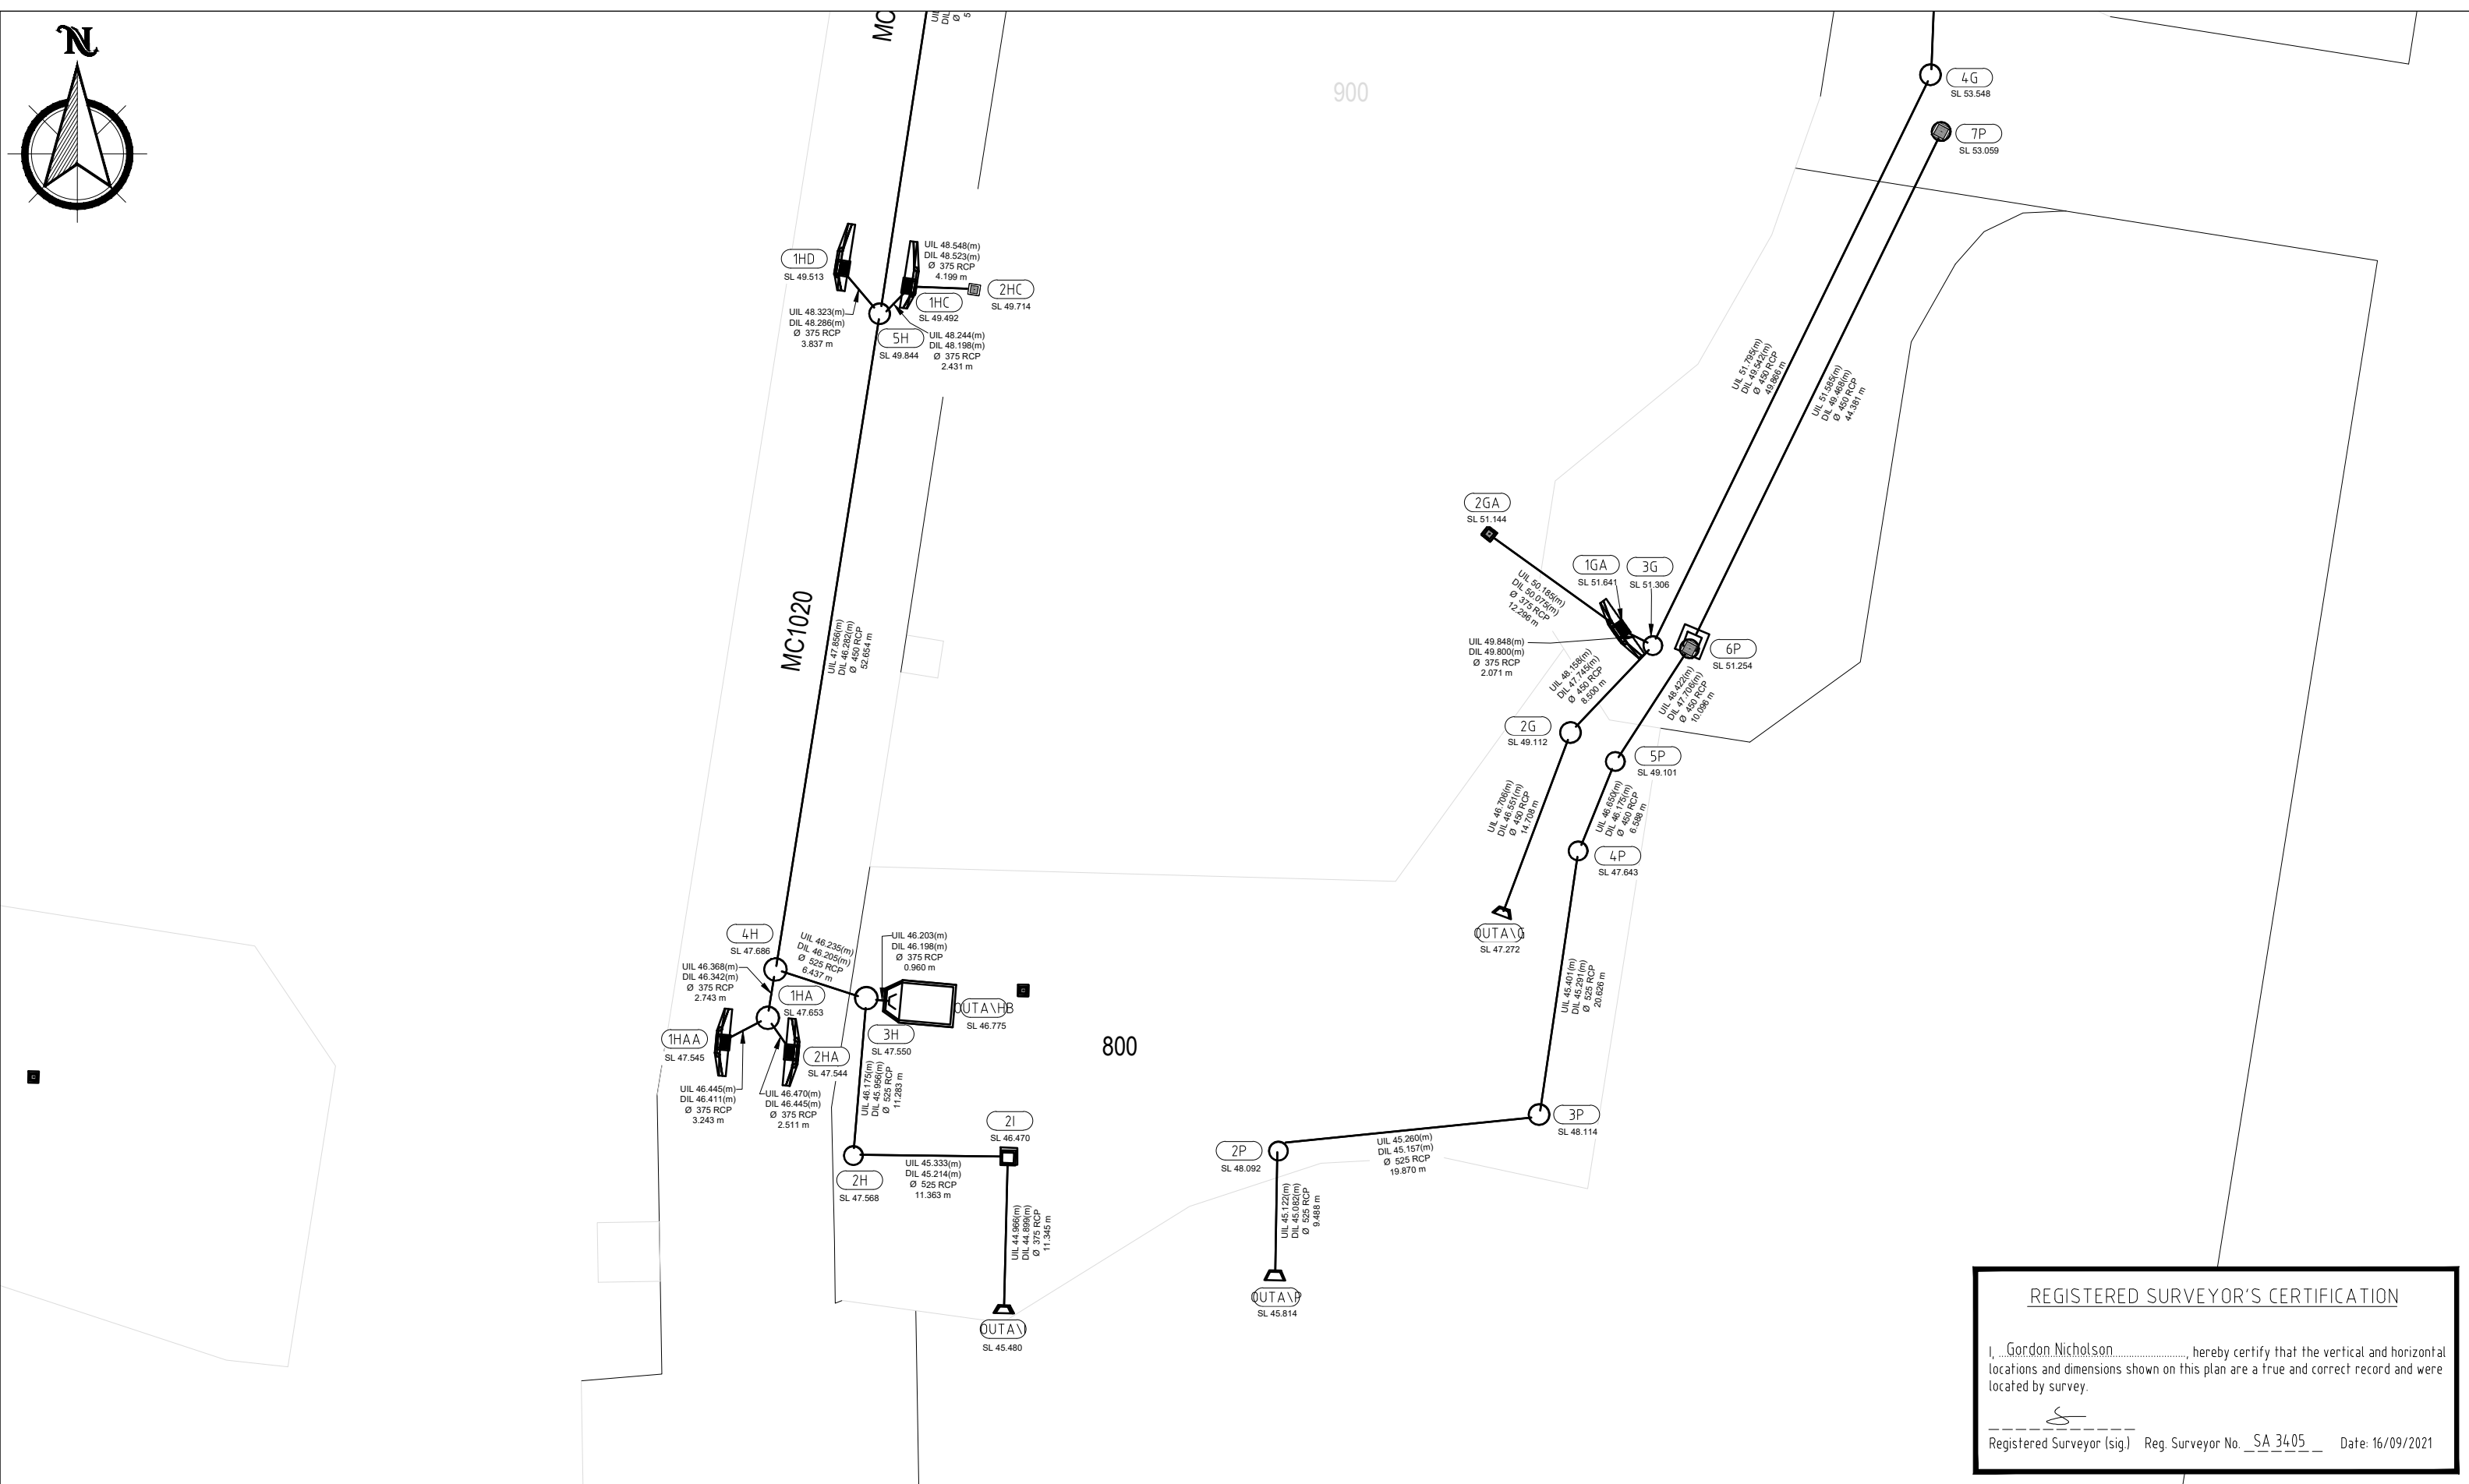 N
MC
UIL
DIL
Ø
5
900
4G
SL 53.548
7P
SL 53.059
1HD
SL 49.513
UIL 48.548(m)
DIL 48.523(m)
Ø 375 RCP
4.199 m
2HC
SL 49.714
1HC
SL 49.492
UIL 48.323(m)
DIL 48.286(m)
Ø 375 RCP
3.837 m
5H
SL 49.844
UIL 48.244(m)
DIL 48.198(m)
Ø 375 RCP
2.431 m
UIL 51.795(m)
DIL 49.542(m)
Ø 450 RCP
49.866 m
UIL 51.585(m)
DIL 49.468(m)
Ø 450 RCP
44.381 m
2GA
SL 51.144
1GA
SL 51.641
3G
SL 51.306
UIL 50.185(m)
DIL 50.075(m)
Ø 375 RCP
12.296 m
MC1020
UIL 47.856(m)
DIL 46.282(m)
Ø 450 RCP
52.654 m
UIL 49.848(m)
DIL 49.800(m)
Ø 375 RCP
2.071 m
6P
SL 51.254
UIL 48.158(m)
DIL 47.745(m)
Ø 450 RCP
8.500 m
UIL 48.422(m)
DIL 47.706(m)
Ø 450 RCP
10.096 m
2G
SL 49.112
5P
SL 49.101
UIL 46.706(m)
DIL 46.551(m)
Ø 450 RCP
14.708 m
UIL 46.650(m)
DIL 46.175(m)
Ø 450 RCP
6.588 m
4P
SL 47.643
OUTA\G
SL 47.272
4H
SL 47.686
UIL 46.235(m)
DIL 46.205(m)
Ø 525 RCP
6.437 m
UIL 46.203(m)
DIL 46.198(m)
Ø 375 RCP
0.960 m
UIL 46.368(m)
DIL 46.342(m)
Ø 375 RCP
2.743 m
1HA
SL 47.653
OUTA\HB
SL 46.775
UIL 45.401(m)
DIL 45.291(m)
Ø 525 RCP
20.626 m
1HAA
SL 47.545
3H
SL 47.550
2HA
SL 47.544
800
UIL 46.445(m)
DIL 46.411(m)
Ø 375 RCP
3.243 m
UIL 46.470(m)
DIL 46.445(m)
Ø 375 RCP
2.511 m
UIL 46.175(m)
DIL 45.956(m)
Ø 525 RCP
11.283 m
2I
SL 46.470
3P
SL 48.114
2P
SL 48.092
UIL 45.260(m)
DIL 45.157(m)
Ø 525 RCP
19.870 m
2H
SL 47.568
UIL 45.333(m)
DIL 45.214(m)
Ø 525 RCP
11.363 m
UIL 44.966(m)
DIL 44.899(m)
Ø 375 RCP
11.345 m
UIL 45.122(m)
DIL 45.082(m)
Ø 525 RCP
9.488 m
OUTA\P
SL 45.814
OUTA\I
SL 45.480
REGISTERED SURVEYOR'S CERTIFICATION
I, Gordon Nicholson, hereby certify that the vertical and horizontal
locations and dimensions shown on this plan are a true and correct record and were
located by survey.
Registered Surveyor (sig.) Reg. Surveyor No. SA 3405 Date: 16/09/2021